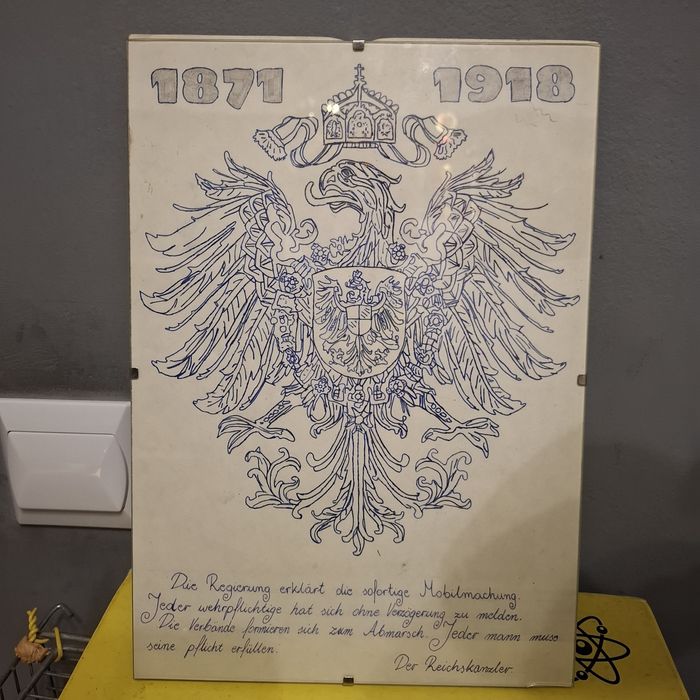 1871 1918
Die Regierung erklärt die sofortige Mobilmachung.
Jeder wehrpflichtige hat sich ohne Verzögerung zu melden.
Die Verbände formieren sich zum Abmarsch. Jeder mann muss
seine pflicht erfüllen.
Der Reichskanzler.